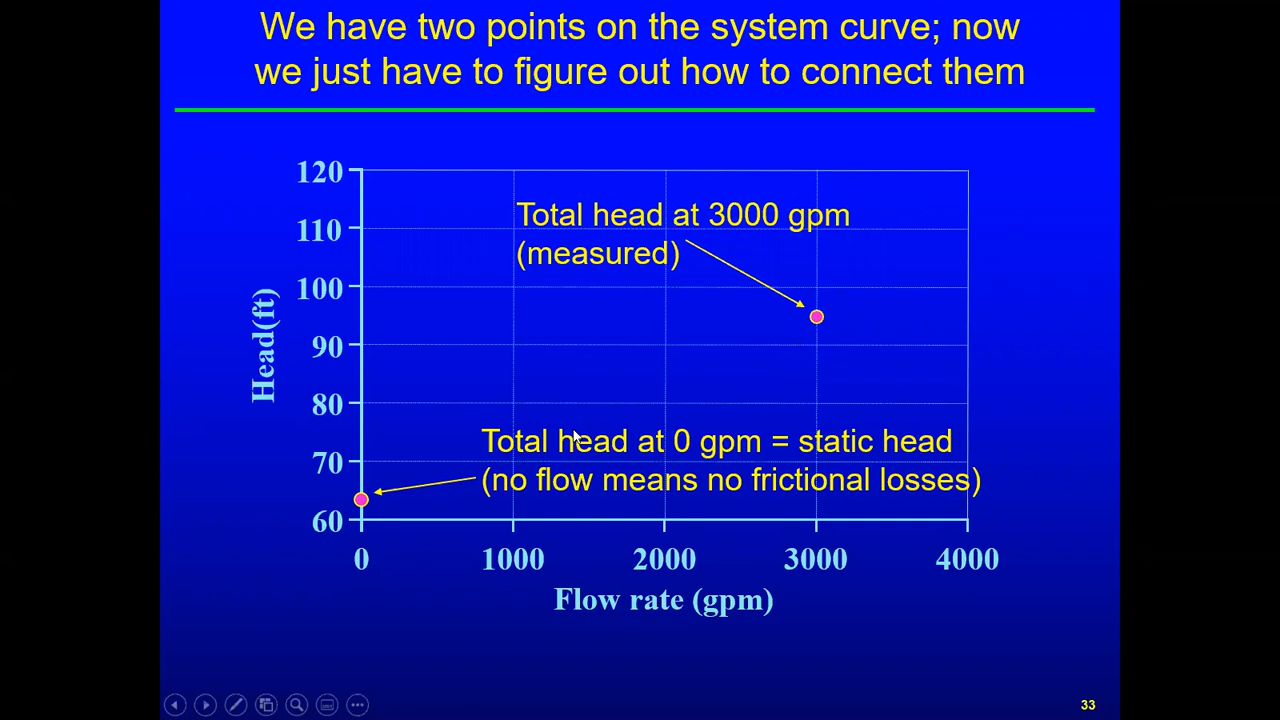 We have two points on the system curve; now
we just have to figure out how to connect them
120
110
100
90
80
70
60
Head(ft)
Total head at 3000 gpm
(measured)
Total head at 0 gpm = static head
(no flow means no frictional losses)
0 1000 2000 3000 4000
Flow rate (gpm)
33